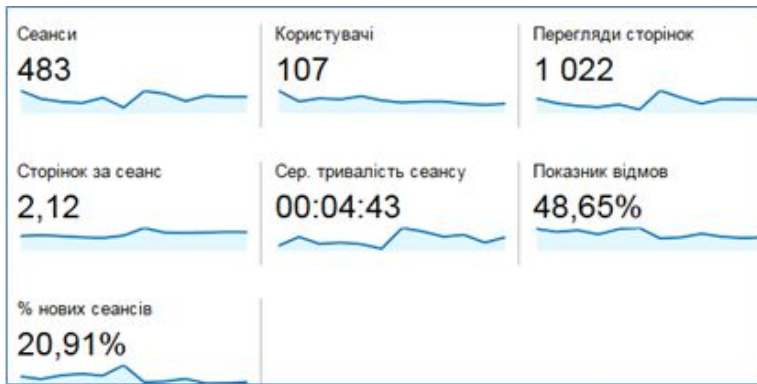 Сеанси
483
Користувачі
107
Перегляди сторінок
1 022
Сторінок за сеанс
2,12
Сер. тривалість сеансу
00:04:43
Показник відмов
48,65%
% нових сеансів
20,91%